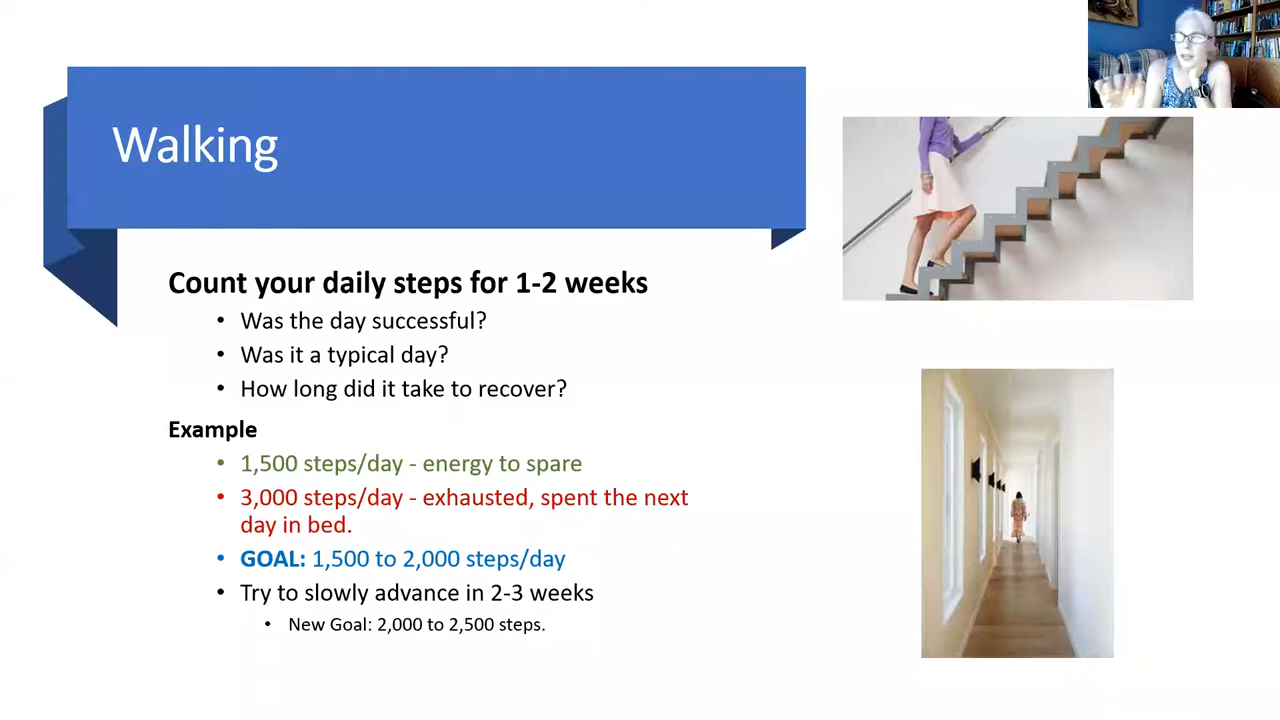 Walking
Count your daily steps for 1-2 weeks
• Was the day successful?
• Was it a typical day?
• How long did it take to recover?
Example
• 1,500 steps/day - energy to spare
• 3,000 steps/day - exhausted, spent the next
day in bed.
• GOAL: 1,500 to 2,000 steps/day
• Try to slowly advance in 2-3 weeks
• New Goal: 2,000 to 2,500 steps.